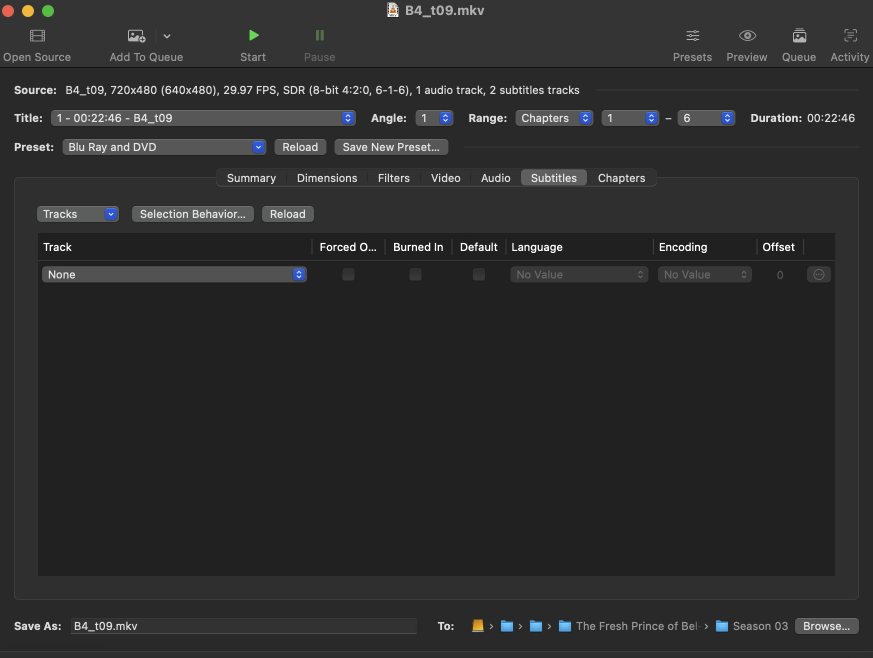 B4_t09.mkv
Open Source Add To Queue Start Pause Presets Preview Queue Activity
Source: B4_t09, 720x480 (640x480), 29.97 FPS, SDR (8-bit 4:2:0, 6-1-6), 1 audio track, 2 subtitles tracks
Title: 1 - 00:22:46 - B4_t09 Angle: 1 Range: Chapters 1 – 6 Duration: 00:22:46
Preset: Blu Ray and DVD Reload Save New Preset...
Summary Dimensions Filters Video Audio Subtitles Chapters
Tracks Selection Behavior... Reload
Track Forced O... Burned In Default Language Encoding Offset
None No Value No Value 0
Save As: B4_t09.mkv To: › › › The Fresh Prince of Bel- › Season 03 Browse...